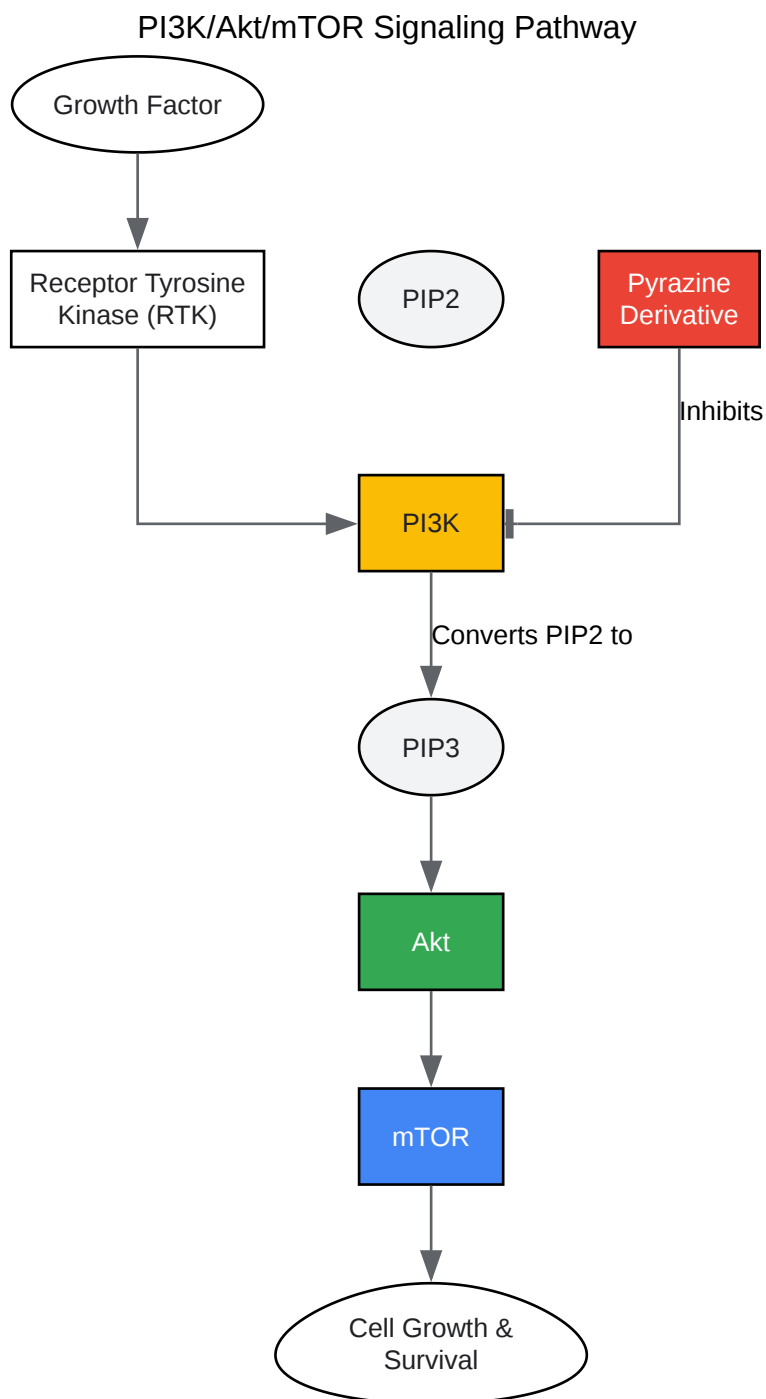 PI3K/Akt/mTOR Signaling Pathway
Growth Factor
Receptor Tyrosine
Kinase (RTK)
PIP2
Pyrazine
Derivative
Inhibits
PI3K
Converts PIP2 to
PIP3
Akt
mTOR
Cell Growth &
Survival